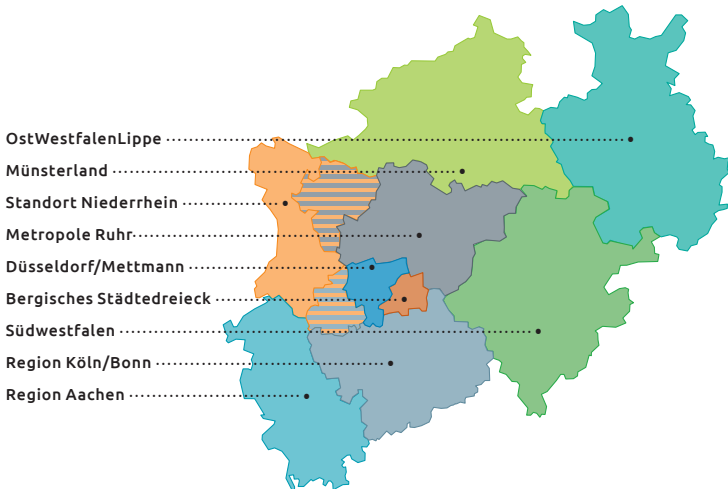 OstWestfalenLippe
Münsterland
Standort Niederrhein
Metropole Ruhr
Düsseldorf/Mettmann
Bergisches Städtedreieck
Südwestfalen
Region Köln/Bonn
Region Aachen